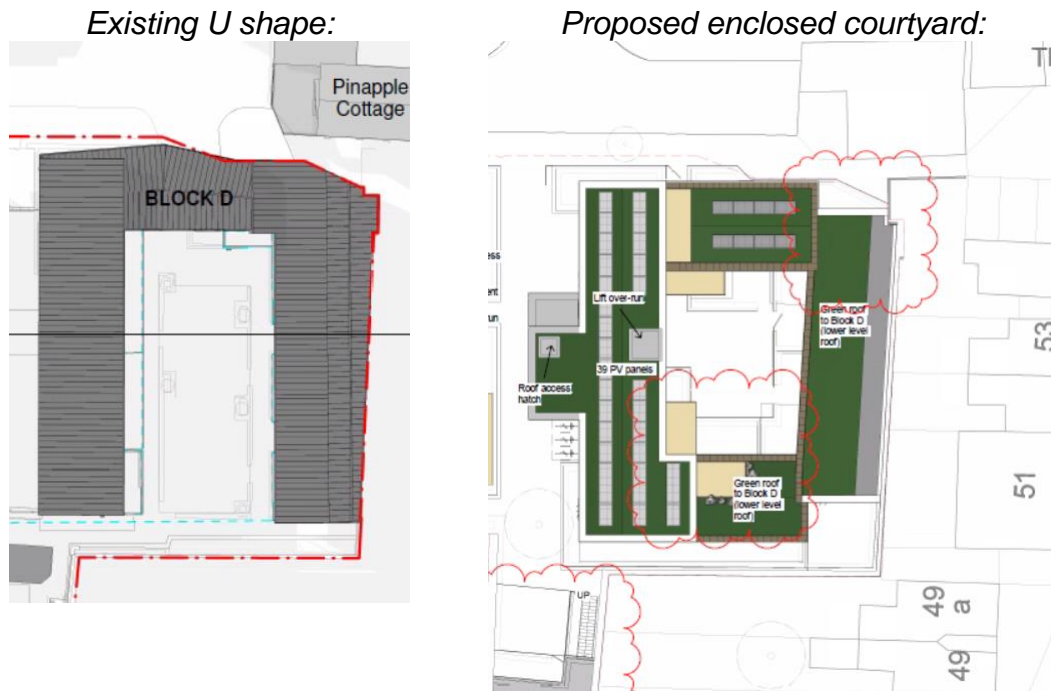 Existing U shape:
Proposed enclosed courtyard:
Pinapple
Cottage
BLOCK D
Lift over-run
39 PV panels
Roof access
hatch
Green roof
to Block D
(lower level
roof)
Green roof
to Block D
(lower level
roof)
53
51
49
a
49
UP